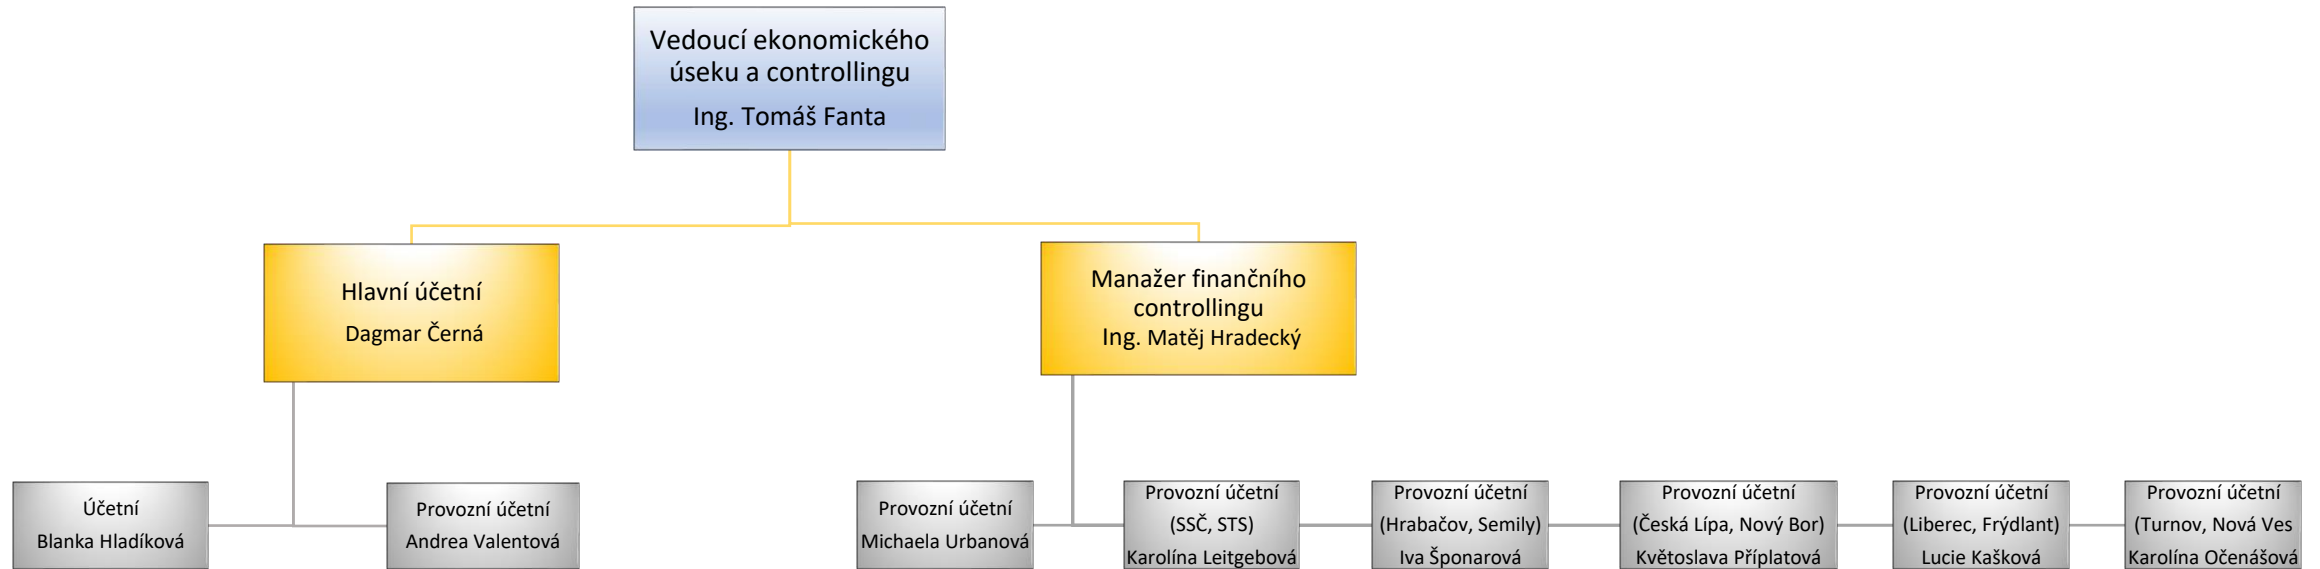 Vedoucí ekonomického
úseku a controllingu
Ing. Tomáš Fanta
Hlavní účetní
Dagmar Černá
Manažer finančního
controllingu
Ing. Matěj Hradecký
Účetní
Blanka Hladíková
Provozní účetní
Andrea Valentová
Provozní účetní
Michaela Urbanová
Provozní účetní
(SSČ, STS)
Karolína Leitgebová
Provozní účetní
(Hrabačov, Semily)
Iva Šponarová
Provozní účetní
(Česká Lípa, Nový Bor)
Květoslava Příplatová
Provozní účetní
(Liberec, Frýdlant)
Lucie Kašková
Provozní účetní
(Turnov, Nová Ves
Karolína Očenášová